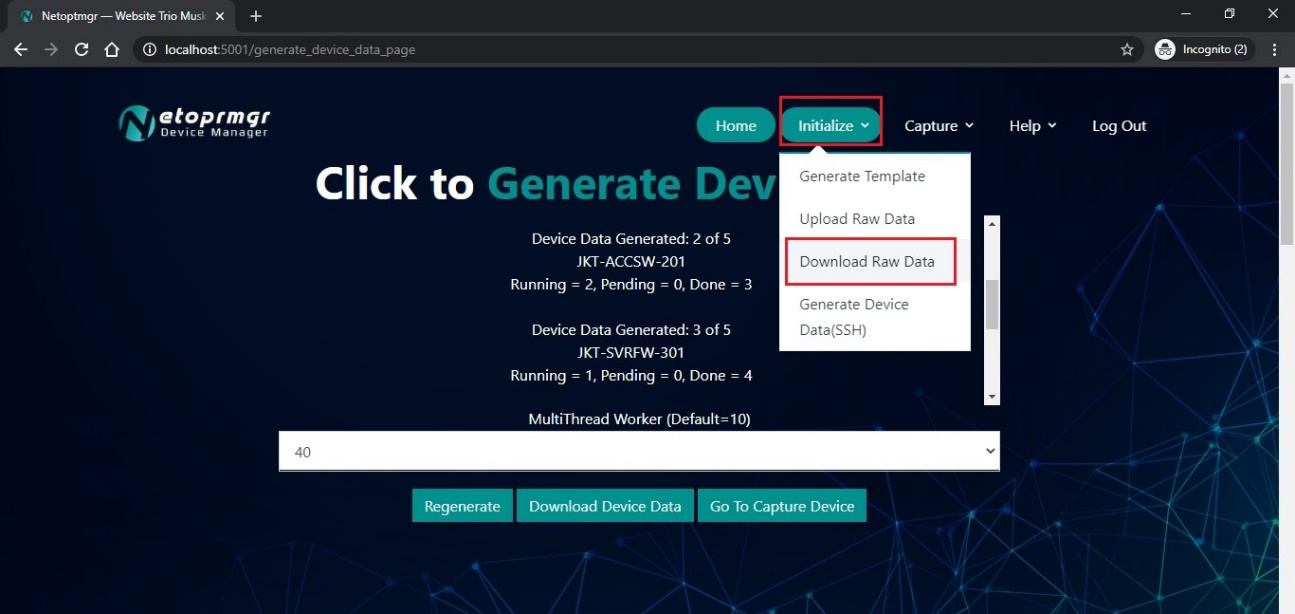 Netoptmgr — Website Trio Musk
localhost:5001/generate_device_data_page
Incognito (2)
etoprmgr
Device Manager
Home
Initialize
Capture
Help
Log Out
Click to Generate Dev
Generate Template
Upload Raw Data
Download Raw Data
Generate Device
Data(SSH)
Device Data Generated: 2 of 5
JKT-ACCSW-201
Running = 2, Pending = 0, Done = 3
Device Data Generated: 3 of 5
JKT-SVRFW-301
Running = 1, Pending = 0, Done = 4
MultiThread Worker (Default=10)
40
Regenerate
Download Device Data
Go To Capture Device